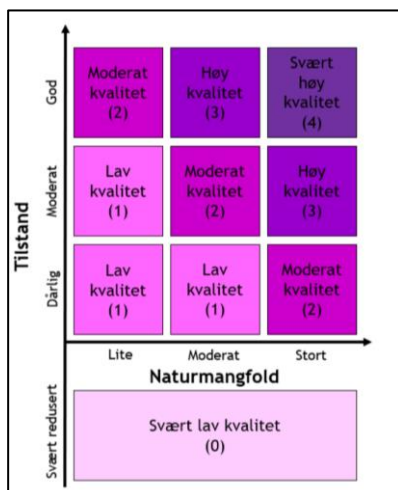 Tilstand
God
Moderat
kvalitet
(2)
Høy
kvalitet
(3)
Svært
høy
kvalitet
(4)
Moderat
Lav
kvalitet
(1)
Moderat
kvalitet
(2)
Høy
kvalitet
(3)
Dårlig
Lav
kvalitet
(1)
Lav
kvalitet
(1)
Moderat
kvalitet
(2)
Lite
Moderat
Stort
Naturmangfold
Svært redusert
Svært lav kvalitet
(0)